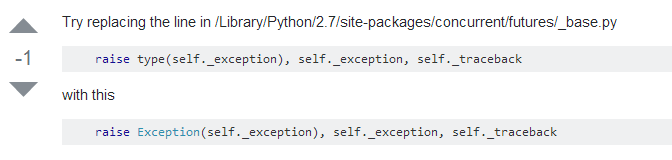 Try replacing the line in /Library/Python/2.7/site-packages/concurrent/futures/_base.py
-1
raise type(self._exception), self._exception, self._traceback
with this
raise Exception(self._exception), self._exception, self._traceback